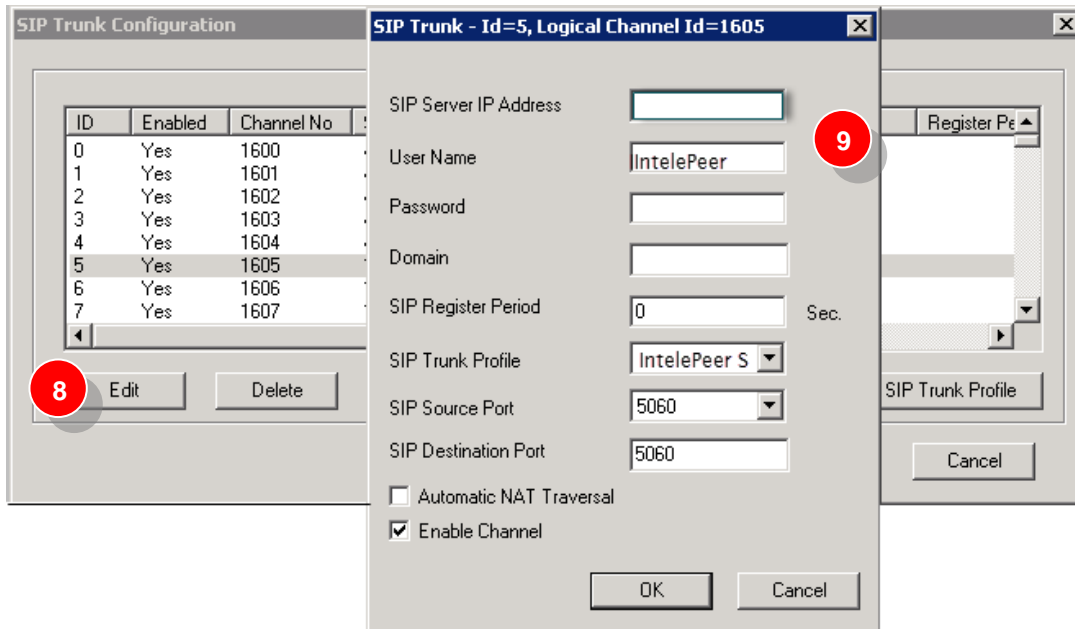 SIP Trunk Configuration
ID Enabled Channel No
0 Yes 1600
1 Yes 1601
2 Yes 1602
3 Yes 1603
4 Yes 1604
5 Yes 1605
6 Yes 1606
7 Yes 1607
8
Edit
Delete
SIP Trunk - Id=5, Logical Channel Id=1605
SIP Server IP Address
User Name IntelePeer
Password
Domain
SIP Register Period 0 Sec.
SIP Trunk Profile IntelePeer S
SIP Source Port 5060
SIP Destination Port 5060
Automatic NAT Traversal
Enable Channel
OK Cancel
9
Register Pe
SIP Trunk Profile
Cancel